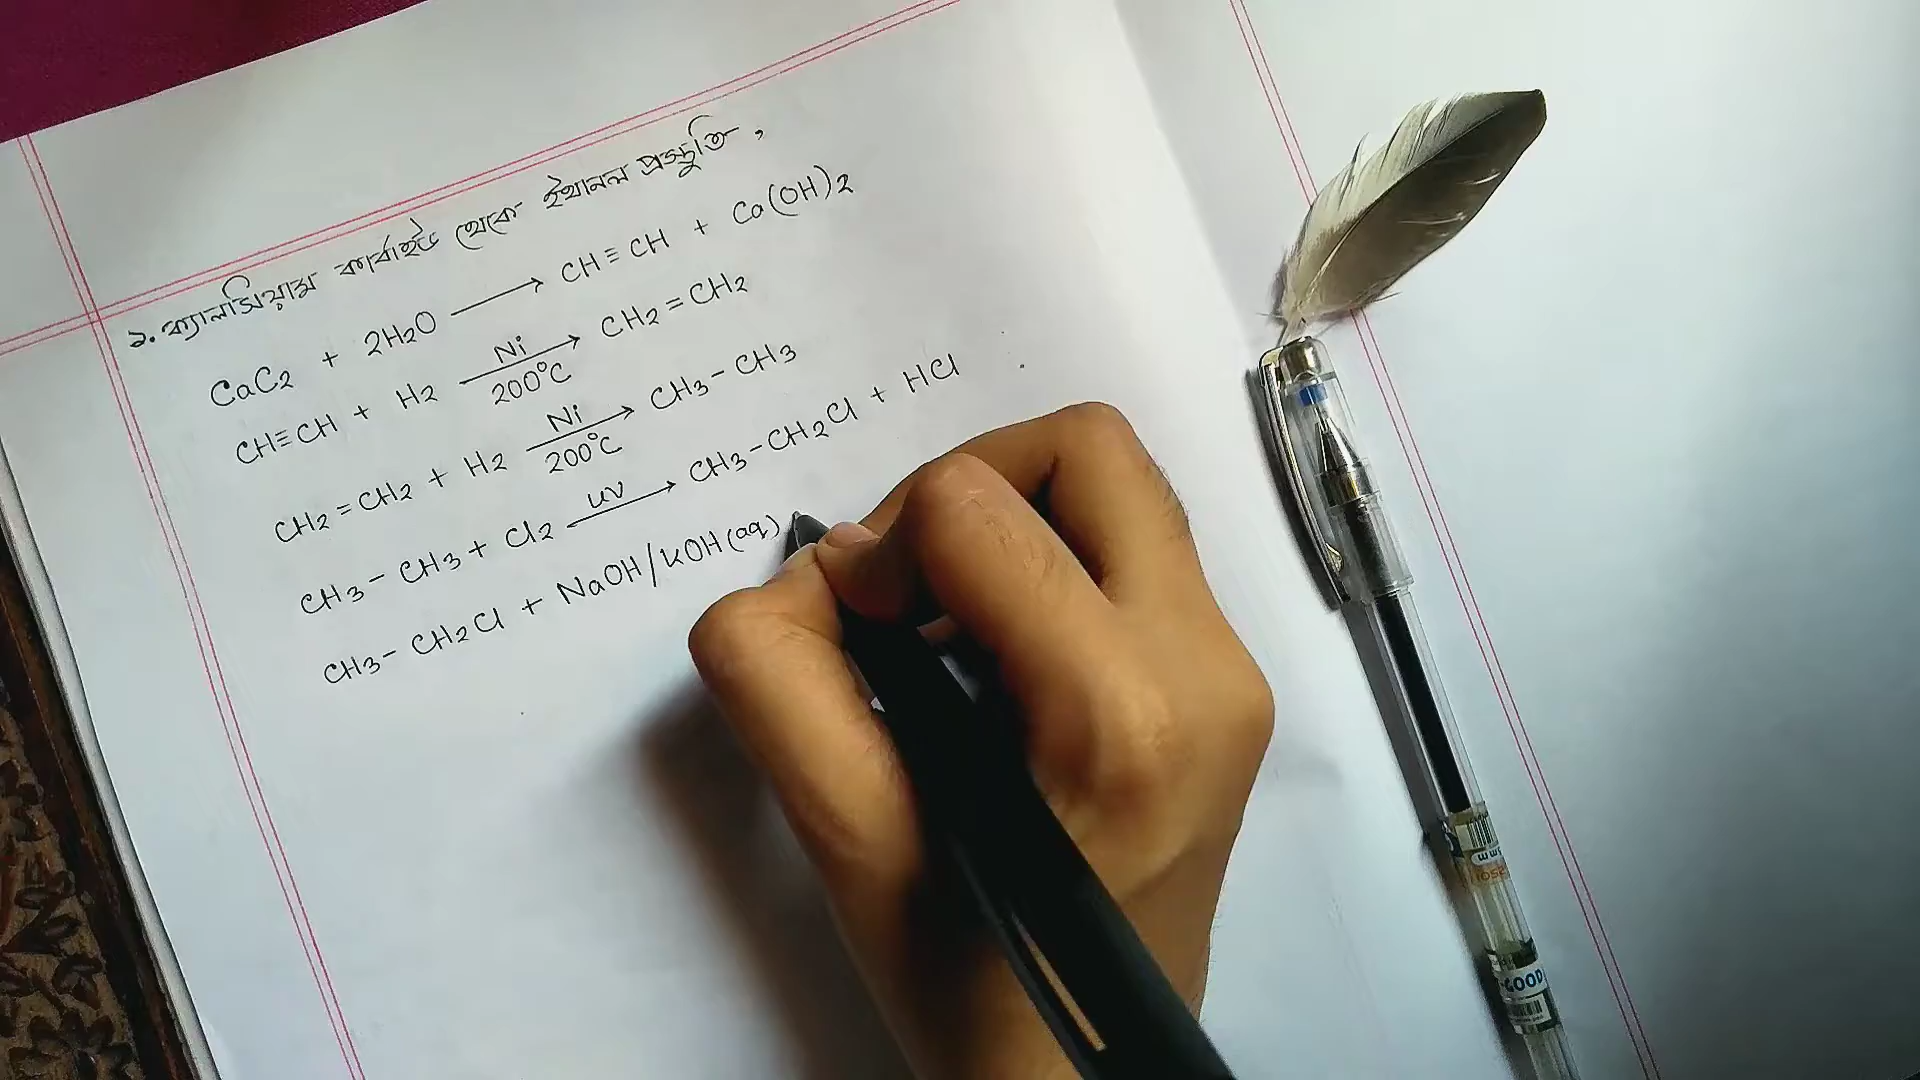 ১. ক্যালসিয়াম কার্বাইড থেকে ইথানল প্রস্তুতি,
CaC2 + 2H2O ⟶ CH≡CH + Ca(OH)2
CH≡CH + H2 —Ni/200°C→ CH2=CH2
CH2=CH2 + H2 —Ni/200°C→ CH3-CH3
CH3-CH3 + Cl2 —UV→ CH3-CH2Cl + HCl
CH3-CH2Cl + NaOH/KOH(aq)
GOOD